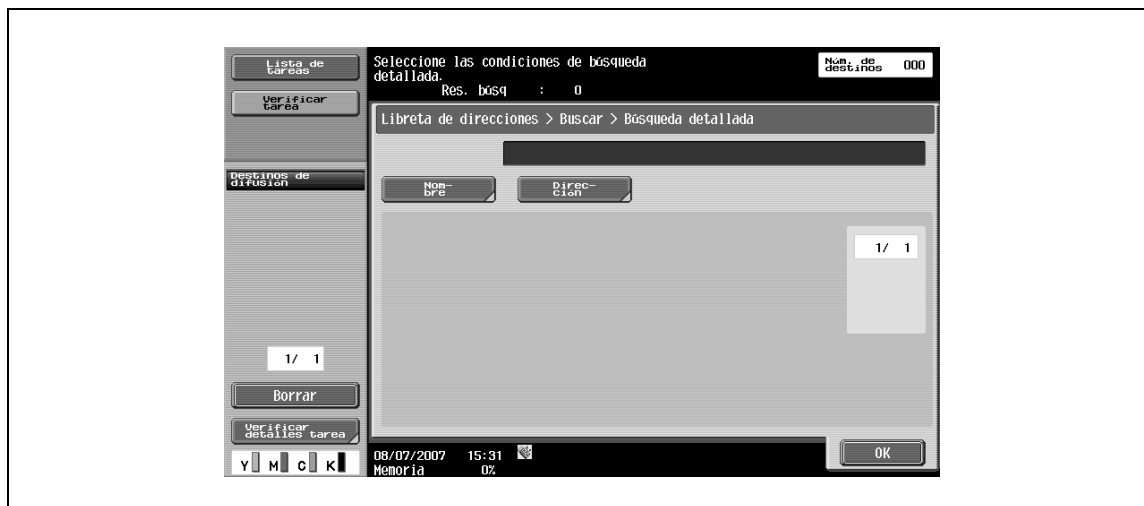 Lista de
tareas
Verificar
tarea
Destinos de
difusión
1/ 1
Borrar
Verificar
detalles tarea
Y M C K
Seleccione las condiciones de búsqueda
detallada.
Res. búsq : 0
Núm. de
destinos 000
Libreta de direcciones > Buscar > Búsqueda detallada
Nom-
bre
Direc-
ción
1/ 1
08/07/2007 15:31
Memoria 0%
OK